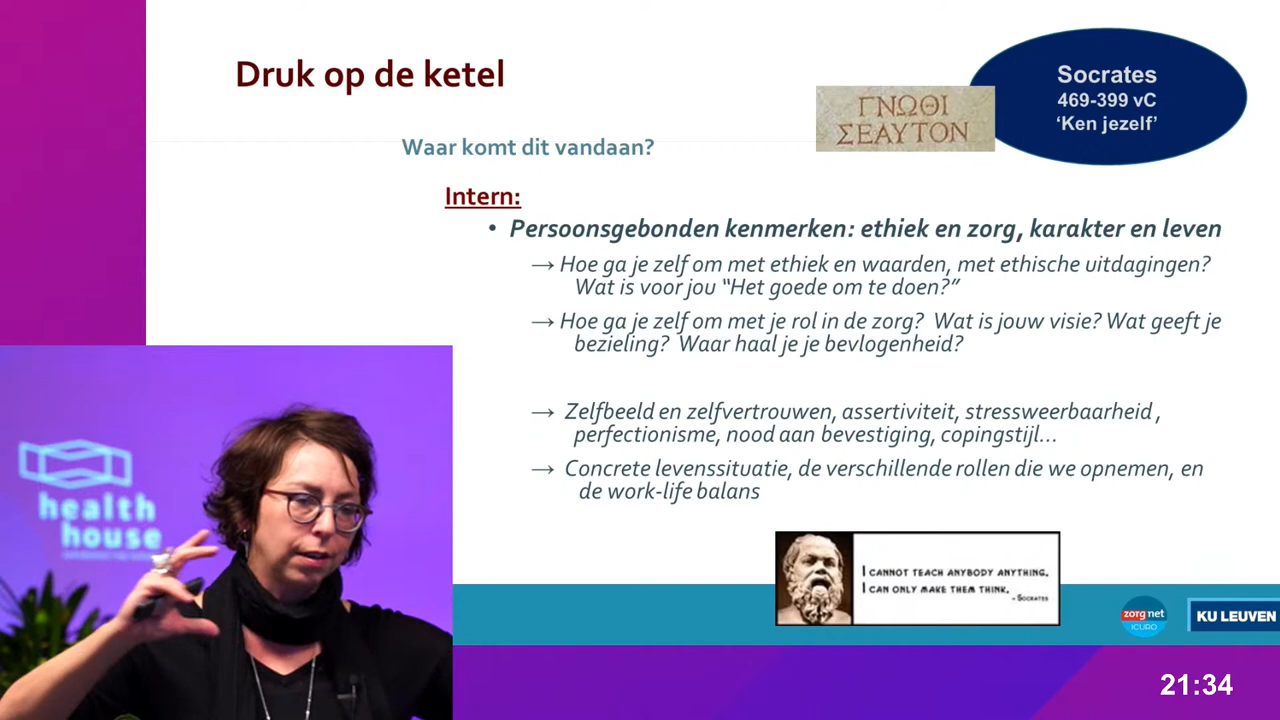 Druk op de ketel
ΓΝΩΘΙ
ΣΕΑΥΤΟΝ
Socrates
469-399 vC
‘Ken jezelf’
Waar komt dit vandaan?
Intern:
• Persoonsgebonden kenmerken: ethiek en zorg, karakter en leven
→ Hoe ga je zelf om met ethiek en waarden, met ethische uitdagingen?
Wat is voor jou “Het goede om te doen?”
→ Hoe ga je zelf om met je rol in de zorg? Wat is jouw visie? Wat geeft je
bezieling? Waar haal je je bevlogenheid?
→ Zelfbeeld en zelfvertrouwen, assertiviteit, stressweerbaarheid ,
perfectionisme, nood aan bevestiging, copingstijl...
→ Concrete levenssituatie, de verschillende rollen die we opnemen, en
de work-life balans
health
house
I CANNOT TEACH ANYBODY ANYTHING.
I CAN ONLY MAKE THEM THINK.
- SOCRATES
zorgnet
ICURO
KU LEUVEN
21:34